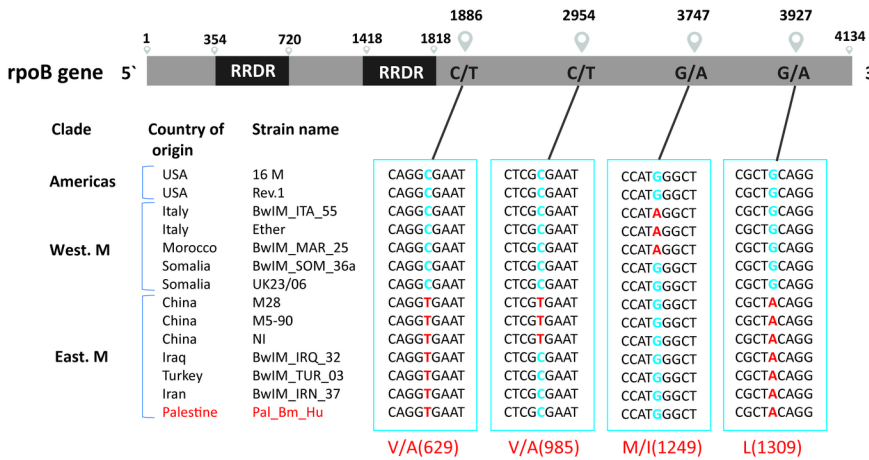 1886 2954 3747 3927
1 354 720 1418 1818 4134
rpoB gene 5` RRDR RRDR C/T C/T G/A G/A 3
Clade Country of origin Strain name
Americas
USA 16 M CAGGCGAAT CTCGCGAAT CCATGGGCT CGCTGCAGG
USA Rev.1 CAGGCGAAT CTCGCGAAT CCATGGGCT CGCTGCAGG
West. M
Italy BwIM_ITA_55 CAGGCGAAT CTCGCGAAT CCATAGGCT CGCTGCAGG
Italy Ether CAGGCGAAT CTCGCGAAT CCATAGGCT CGCTGCAGG
Morocco BwIM_MAR_25 CAGGCGAAT CTCGCGAAT CCATAGGCT CGCTGCAGG
Somalia BwIM_SOM_36a CAGGCGAAT CTCGCGAAT CCATGGGCT CGCTGCAGG
Somalia UK23/06 CAGGCGAAT CTCGCGAAT CCATGGGCT CGCTGCAGG
East. M
China M28 CAGGTGAAT CTCGTGAAT CCATGGGCT CGCTACAGG
China M5-90 CAGGTGAAT CTCGTGAAT CCATGGGCT CGCTACAGG
China NI CAGGTGAAT CTCGTGAAT CCATGGGCT CGCTACAGG
Iraq BwIM_IRQ_32 CAGGTGAAT CTCGCGAAT CCATGGGCT CGCTACAGG
Turkey BwIM_TUR_03 CAGGTGAAT CTCGCGAAT CCATGGGCT CGCTACAGG
Iran BwIM_IRN_37 CAGGTGAAT CTCGCGAAT CCATGGGCT CGCTACAGG
Palestine Pal_Bm_Hu CAGGTGAAT CTCGCGAAT CCATGGGCT CGCTACAGG
V/A(629) V/A(985) M/I(1249) L(1309)